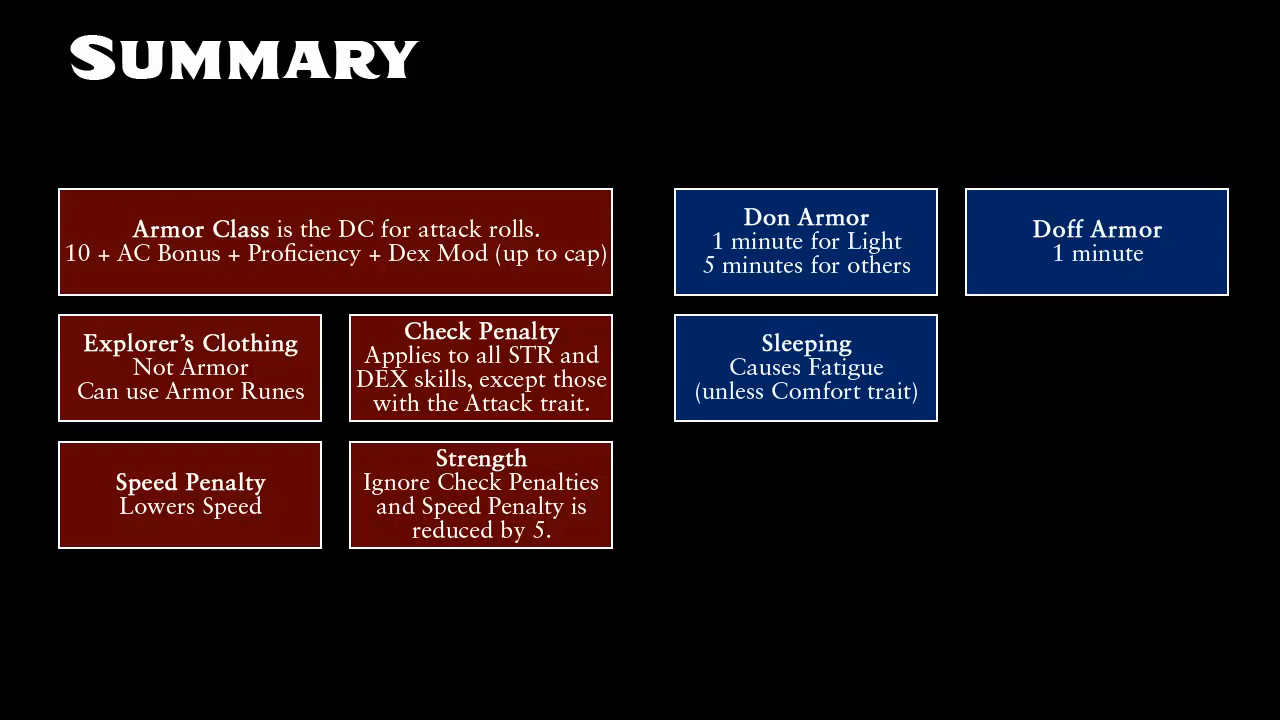 SUMMARY
Armor Class is the DC for attack rolls.
10 + AC Bonus + Proficiency + Dex Mod (up to cap)
Explorer’s Clothing
Not Armor
Can use Armor Runes
Check Penalty
Applies to all STR and
DEX skills, except those
with the Attack trait.
Speed Penalty
Lowers Speed
Strength
Ignore Check Penalties
and Speed Penalty is
reduced by 5.
Don Armor
1 minute for Light
5 minutes for others
Doff Armor
1 minute
Sleeping
Causes Fatigue
(unless Comfort trait)